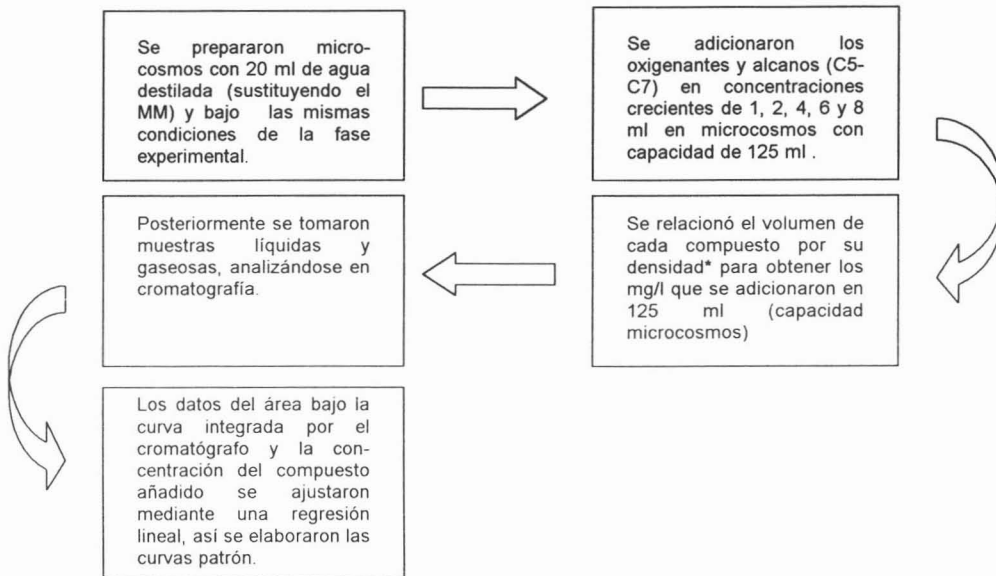 Se prepararon micro-
cosmos con 20 ml de agua
destilada (sustituyendo el
MM) y bajo las mismas
condiciones de la fase
experimental.
Se adicionaron los
oxigenantes y alcanos (C5-
C7) en concentraciones
crecientes de 1, 2, 4, 6 y 8
ml en microcosmos con
capacidad de 125 ml .
Se relacionó el volumen de
cada compuesto por su
densidad* para obtener los
mg/l que se adicionaron en
125 ml (capacidad
microcosmos)
Posteriormente se tomaron
muestras líquidas y
gaseosas, analizándose en
cromatografía.
Los datos del área bajo la
curva integrada por el
cromatógrafo y la con-
centración del compuesto
añadido se ajustaron
mediante una regresión
lineal, así se elaboraron las
curvas patrón.